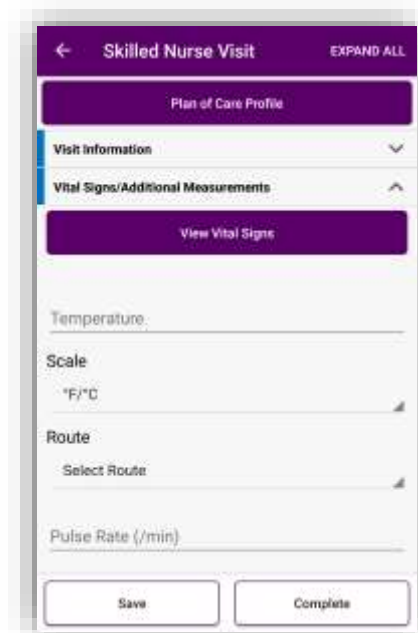 Skilled Nurse Visit EXPAND ALL
Plan of Care Profile
Visit Information
Vital Signs/Additional Measurements
View Vital Signs
Temperature
Scale
°F/°C
Route
Select Route
Pulse Rate (/min)
Save Complete